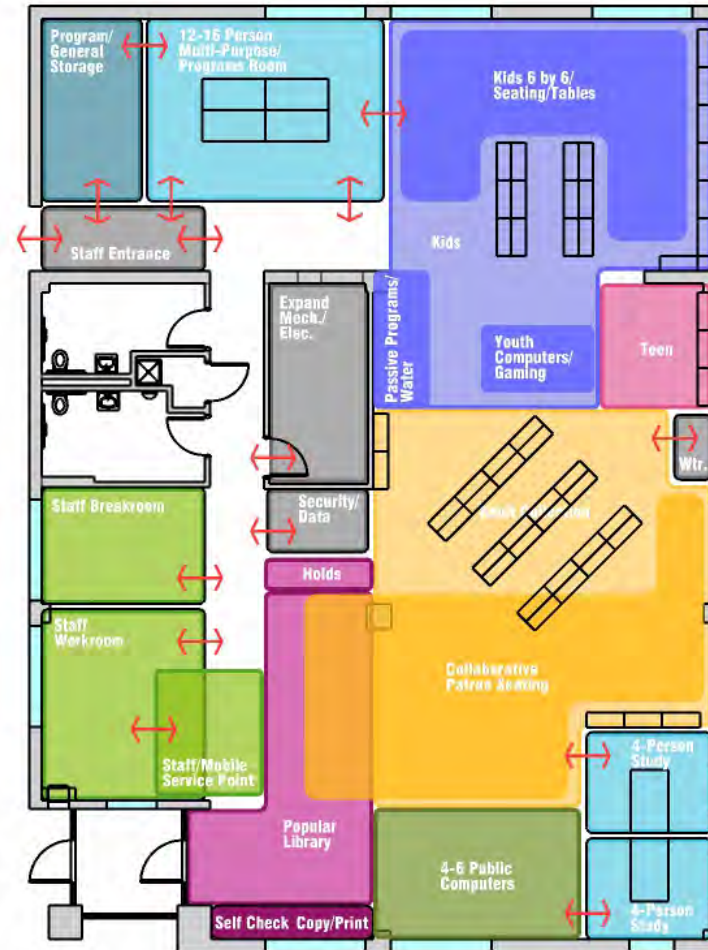 Program/
General
Storage
12-16 Person
Multi-Purpose/
Programs Room
Kids 6 by 6/
Seating/Tables
Kids
Staff Entrance
Expand
Mech./
Elec.
Passive Programs/
Water
Youth
Computers/
Gaming
Teen
Wtr.
Staff Breakroom
Security/
Data
Holds
Staff
Workroom
Collaborative
Patron Seating
Staff/Mobile
Service Point
4-Person
Study
Popular
Library
4-6 Public
Computers
4-Person
Study
Self Check Copy/Print